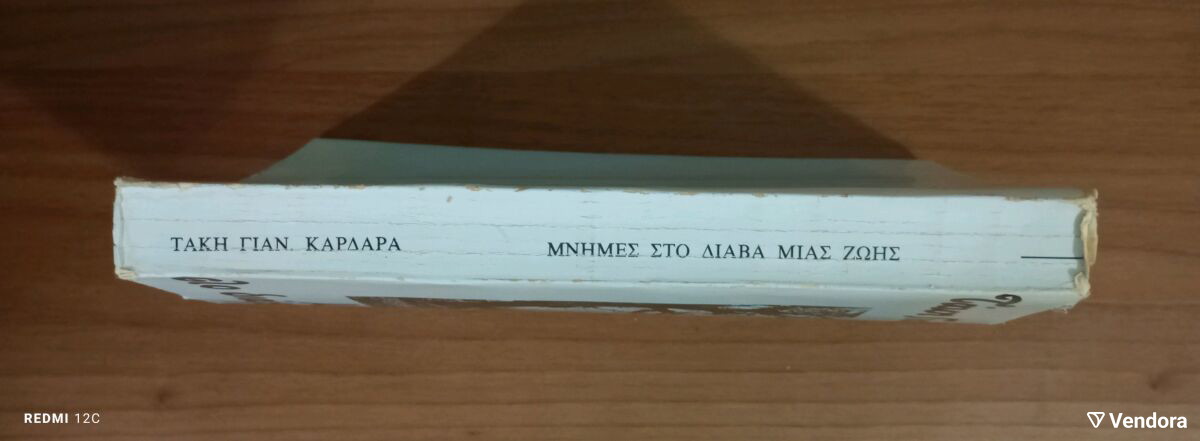 ΤΑΚΗ ΓΙΑΝ. ΚΑΡΔΑΡΑ
ΜΝΗΜΕΣ ΣΤΟ ΔΙΑΒΑ ΜΙΑΣ ΖΩΗΣ
REDMI 12C
Vendora